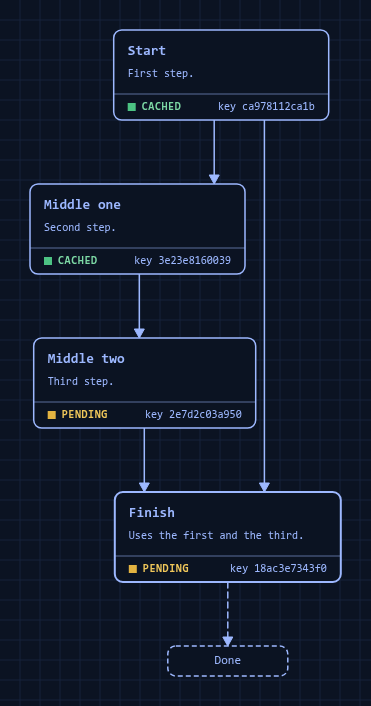 Start
First step.
CACHED key ca978112ca1b
Middle one
Second step.
CACHED key 3e23e8160039
Middle two
Third step.
PENDING key 2e7d2c03a950
Finish
Uses the first and the third.
PENDING key 18ac3e7343f0
Done